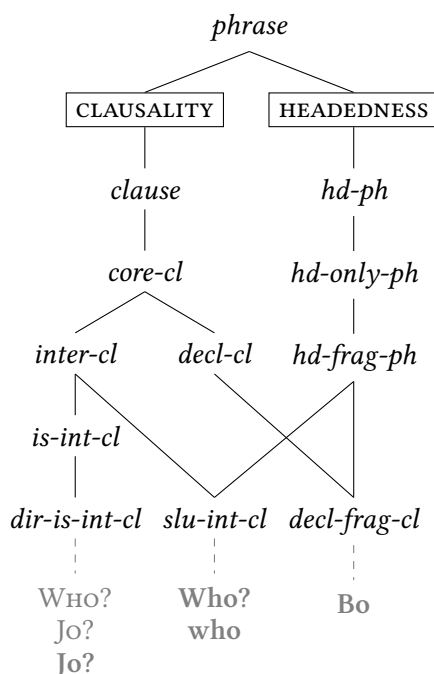 phrase
CLAUSALITY HEADEDNESS
clause hd-ph
core-cl hd-only-ph
inter-cl decl-cl hd-frag-ph
is-int-cl
dir-is-int-cl slu-int-cl decl-frag-cl
WHO? Who? Bo
JO? who
Jo?